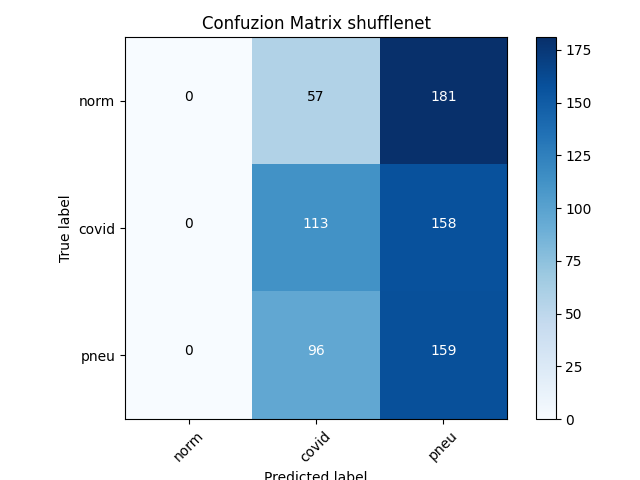 Confuzion Matrix shufflenet
True label
norm 0 57 181
covid 0 113 158
pneu 0 96 159
norm covid pneu
Predicted label
175
150
125
100
75
50
25
0